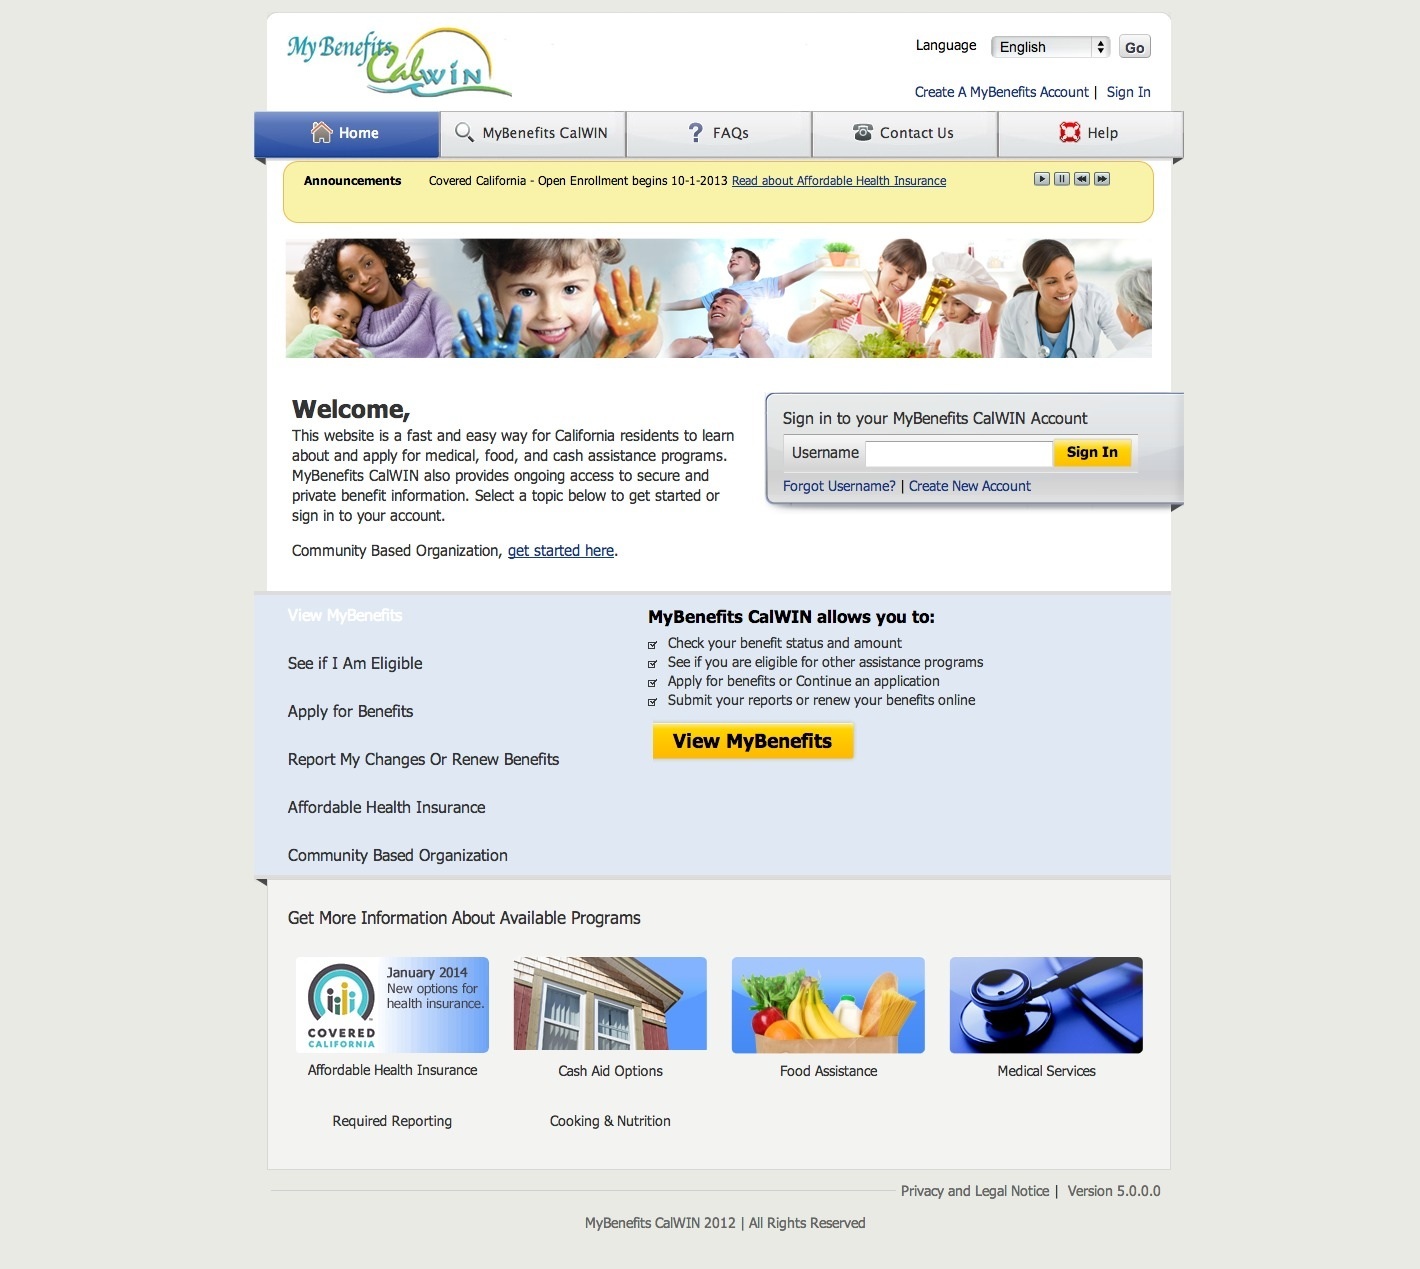 My Benefits CalWIN
Language English Go
Create A MyBenefits Account | Sign In
Home MyBenefits CalWIN FAQs Contact Us Help
Announcements Covered California - Open Enrollment begins 10-1-2013 Read about Affordable Health Insurance
Welcome,
This website is a fast and easy way for California residents to learn
about and apply for medical, food, and cash assistance programs.
MyBenefits CalWIN also provides ongoing access to secure and
private benefit information. Select a topic below to get started or
sign in to your account.
Community Based Organization, get started here.
Sign in to your MyBenefits CalWIN Account
Username Sign In
Forgot Username? | Create New Account
View MyBenefits
See if I Am Eligible
Apply for Benefits
Report My Changes Or Renew Benefits
Affordable Health Insurance
Community Based Organization
MyBenefits CalWIN allows you to:
Check your benefit status and amount
See if you are eligible for other assistance programs
Apply for benefits or Continue an application
Submit your reports or renew your benefits online
View MyBenefits
Get More Information About Available Programs
January 2014
New options for
health insurance.
COVERED
CALIFORNIA
Affordable Health Insurance
Cash Aid Options
Food Assistance
Medical Services
Required Reporting
Cooking & Nutrition
Privacy and Legal Notice | Version 5.0.0.0
MyBenefits CalWIN 2012 | All Rights Reserved